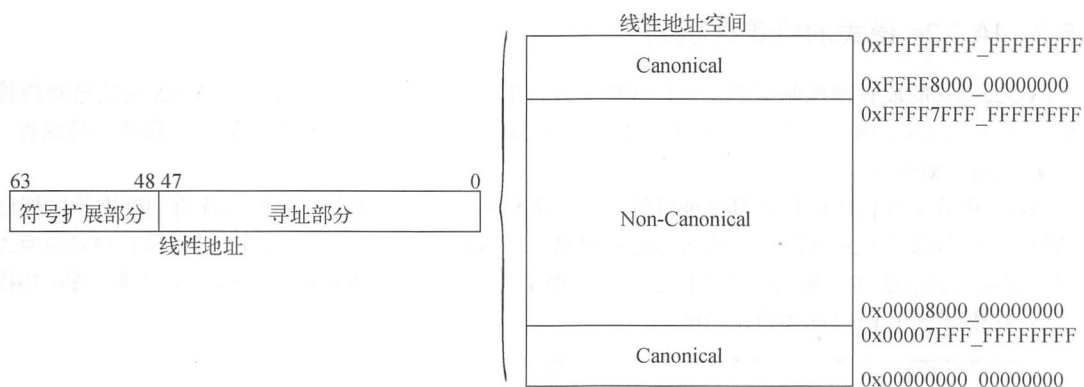 线性地址空间
Canonical
0xFFFFFFFF_FFFFFFFF
0xFFFF8000_00000000
0xFFFF7FFF_FFFFFFFF
Non-Canonical
0x00008000_00000000
0x00007FFF_FFFFFFFF
Canonical
0x00000000_00000000
63 48 47 0
符号扩展部分 寻址部分
线性地址